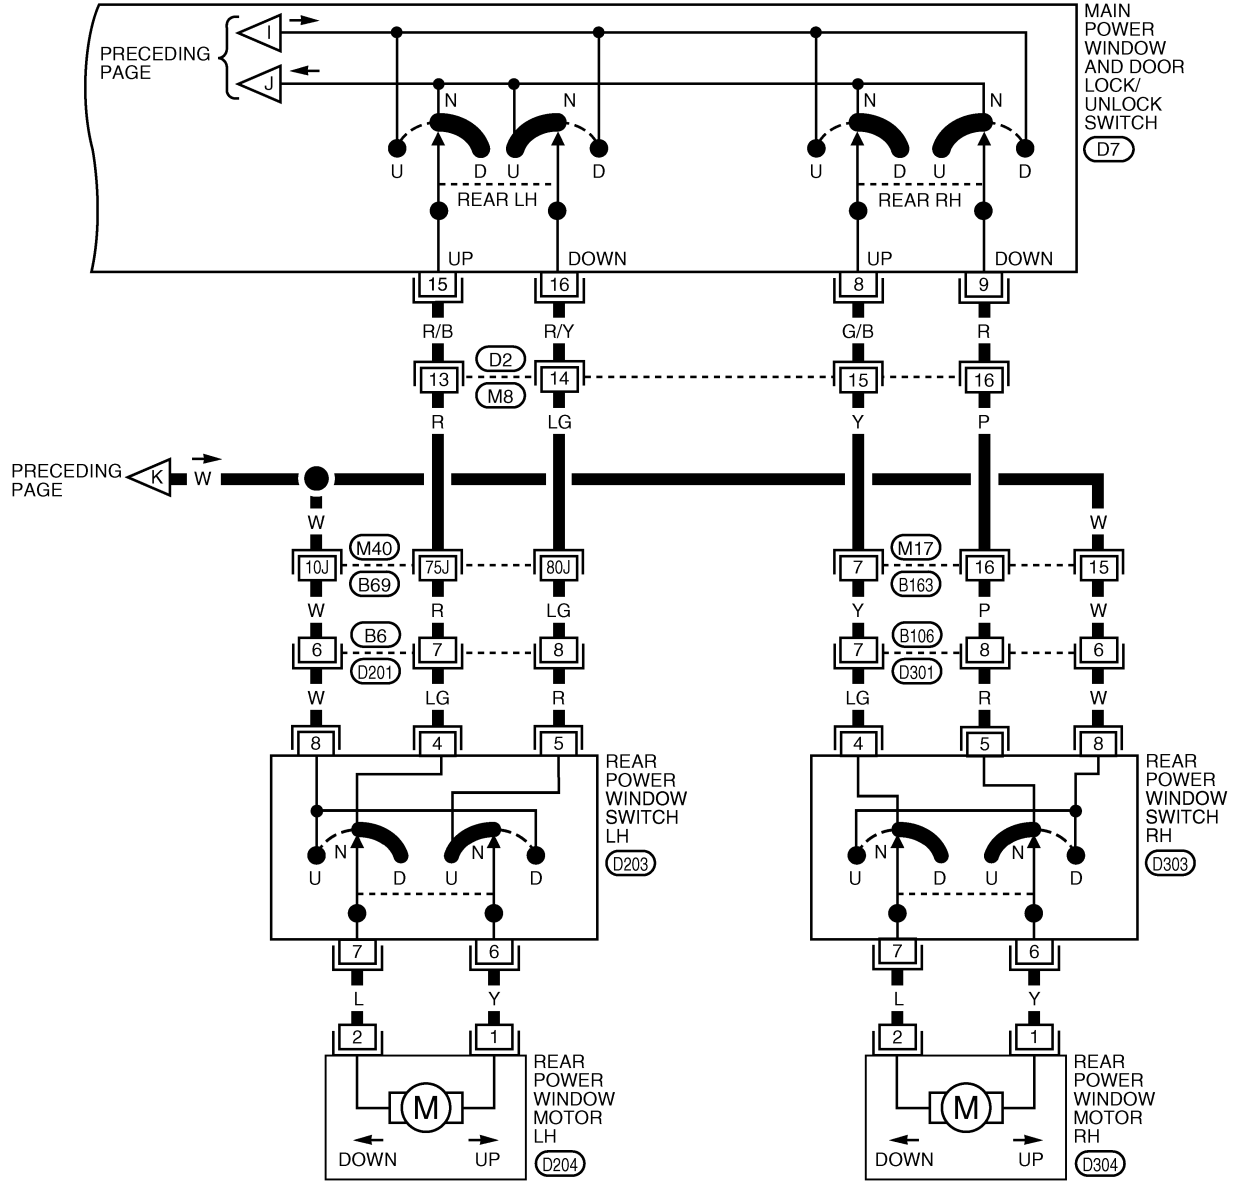 PRECEDING
PAGE
I
J
MAIN
POWER
WINDOW
AND DOOR
LOCK/
UNLOCK
SWITCH
D7
N N N N
U D U D U D U D
REAR LH REAR RH
UP DOWN UP DOWN
15 16 8 9
R/B R/Y G/B R
D2
13 14 15 16
M8
R LG Y P
PRECEDING
PAGE
K W
W W
M40 M17
10J 75J 80J 7 16 15
B69 B163
W R LG Y P W
B6 B106
6 7 8 7 8 6
D201 D301
W LG R LG R W
8 4 5 4 5 8
REAR
POWER
WINDOW
SWITCH
LH
D203
REAR
POWER
WINDOW
SWITCH
RH
D303
N N N N
U D U D U D U D
7 6 7 6
L Y L Y
2 1 2 1
REAR
POWER
WINDOW
MOTOR
LH
D204
REAR
POWER
WINDOW
MOTOR
RH
D304
M M
DOWN UP DOWN UP